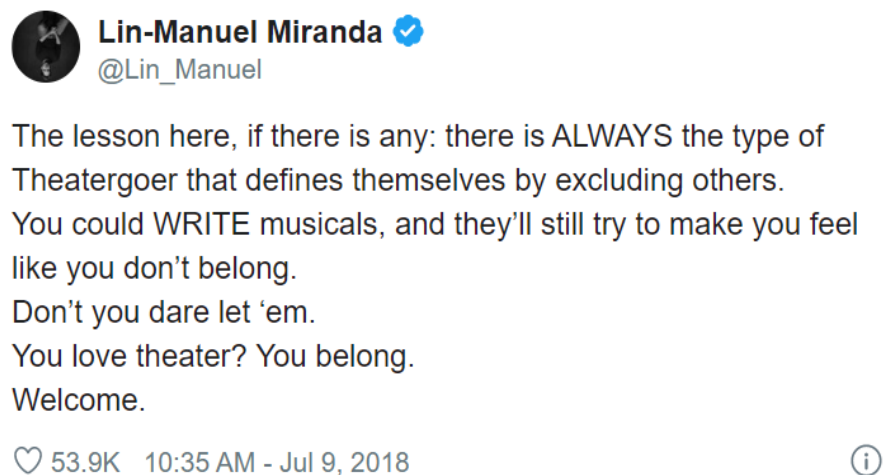 Lin-Manuel Miranda
@Lin_Manuel
The lesson here, if there is any: there is ALWAYS the type of
Theatergoer that defines themselves by excluding others.
You could WRITE musicals, and they’ll still try to make you feel
like you don’t belong.
Don’t you dare let ‘em.
You love theater? You belong.
Welcome.
53.9K 10:35 AM - Jul 9, 2018